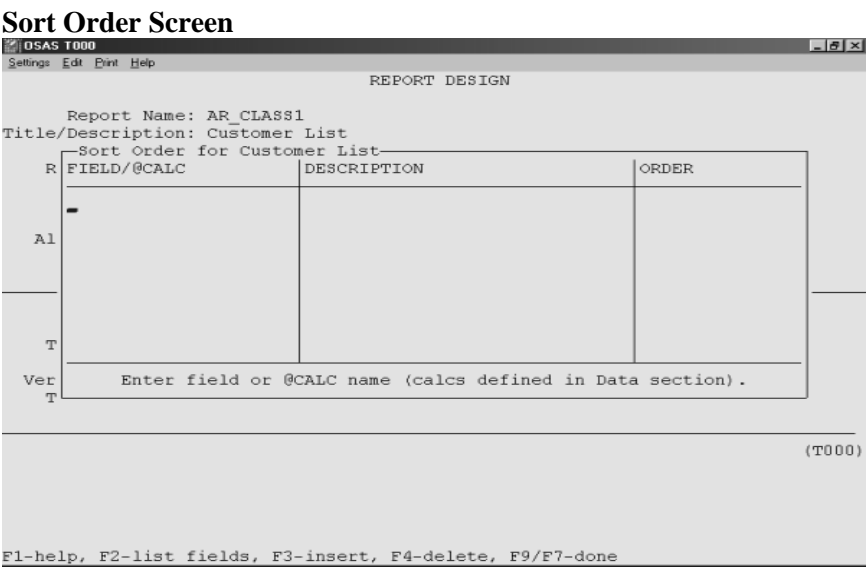 Sort Order Screen
OSAS T000
Settings Edit Print Help
REPORT DESIGN
Report Name: AR_CLASS1
Title/Description: Customer List
Sort Order for Customer List
R FIELD/@CALC DESCRIPTION ORDER
Al
T
Ver Enter field or @CALC name (calcs defined in Data section).
T
(T000)
F1-help, F2-list fields, F3-insert, F4-delete, F9/F7-done